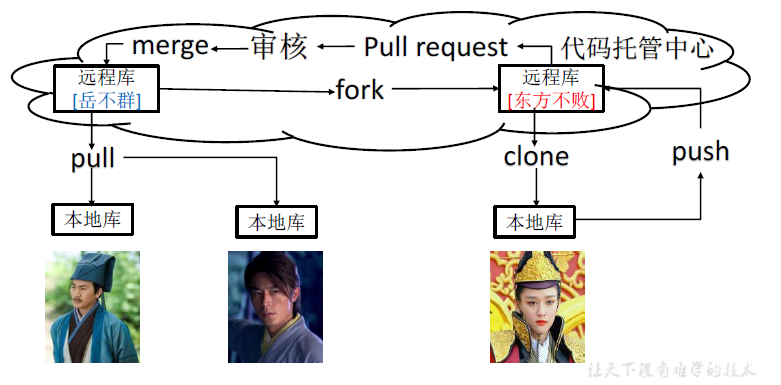 merge 审核 Pull request 代码托管中心
远程库
[岳不群]
fork
远程库
[东方不败]
pull
clone
push
本地库
本地库
本地库
让天下没有难学的技术